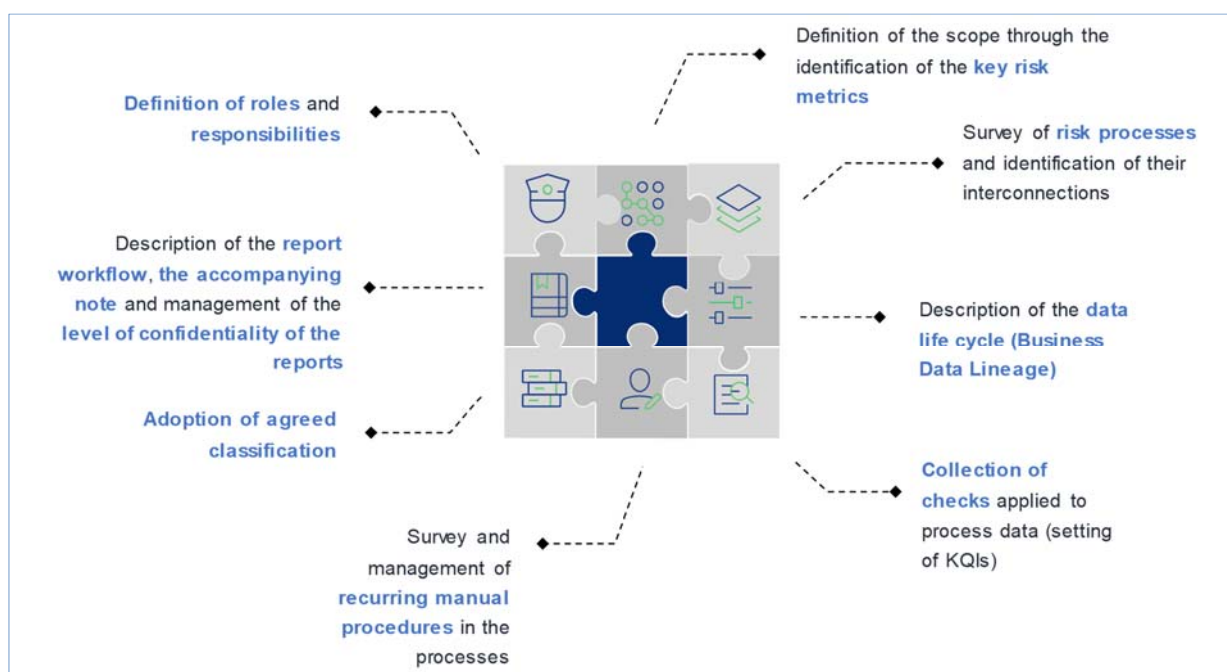 Definition of the scope through the
identification of the key risk
metrics
Definition of roles and
responsibilities
Survey of risk processes
and identification of their
interconnections
Description of the report
workflow, the accompanying
note and management of the
level of confidentiality of the
reports
Description of the data
life cycle (Business
Data Lineage)
Adoption of agreed
classification
Collection of
checks applied to
process data (setting
of KQIs)
Survey and
management of
recurring manual
procedures in the
processes